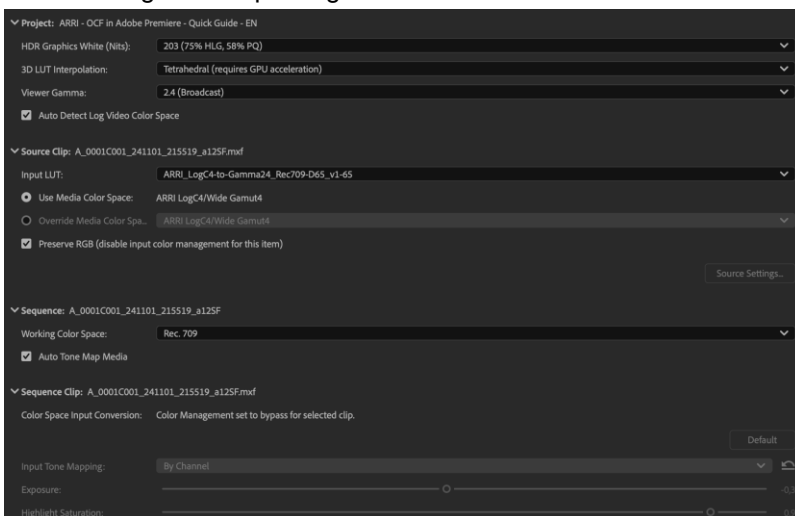 Project: ARRI - OCF in Adobe Premiere - Quick Guide - EN
HDR Graphics White (Nits): 203 (75% HLG, 58% PQ)
3D LUT Interpolation: Tetrahedral (requires GPU acceleration)
Viewer Gamma: 2.4 (Broadcast)
Auto Detect Log Video Color Space
Source Clip: A_0001C001_241101_215519_a12SF.mxf
Input LUT: ARRI_LogC4-to-Gamma24_Rec709-D65_v1-65
Use Media Color Space: ARRI LogC4/Wide Gamut4
Override Media Color Spa... ARRI LogC4/Wide Gamut4
Preserve RGB (disable input color management for this item)
Source Settings...
Sequence: A_0001C001_241101_215519_a12SF
Working Color Space: Rec. 709
Auto Tone Map Media
Sequence Clip: A_0001C001_241101_215519_a12SF.mxf
Color Space Input Conversion: Color Management set to bypass for selected clip.
Default
Input Tone Mapping: By Channel
Exposure:
Highlight Saturation: